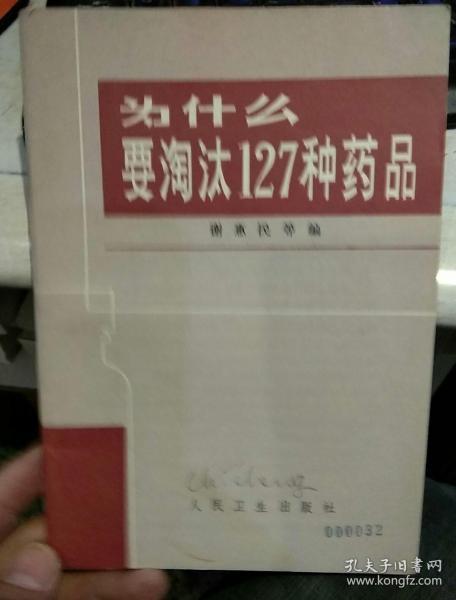 为什么
要淘汰127种药品
谢惠民等编
人民卫生出版社
000032
孔夫子旧书网
www.kongfz.com